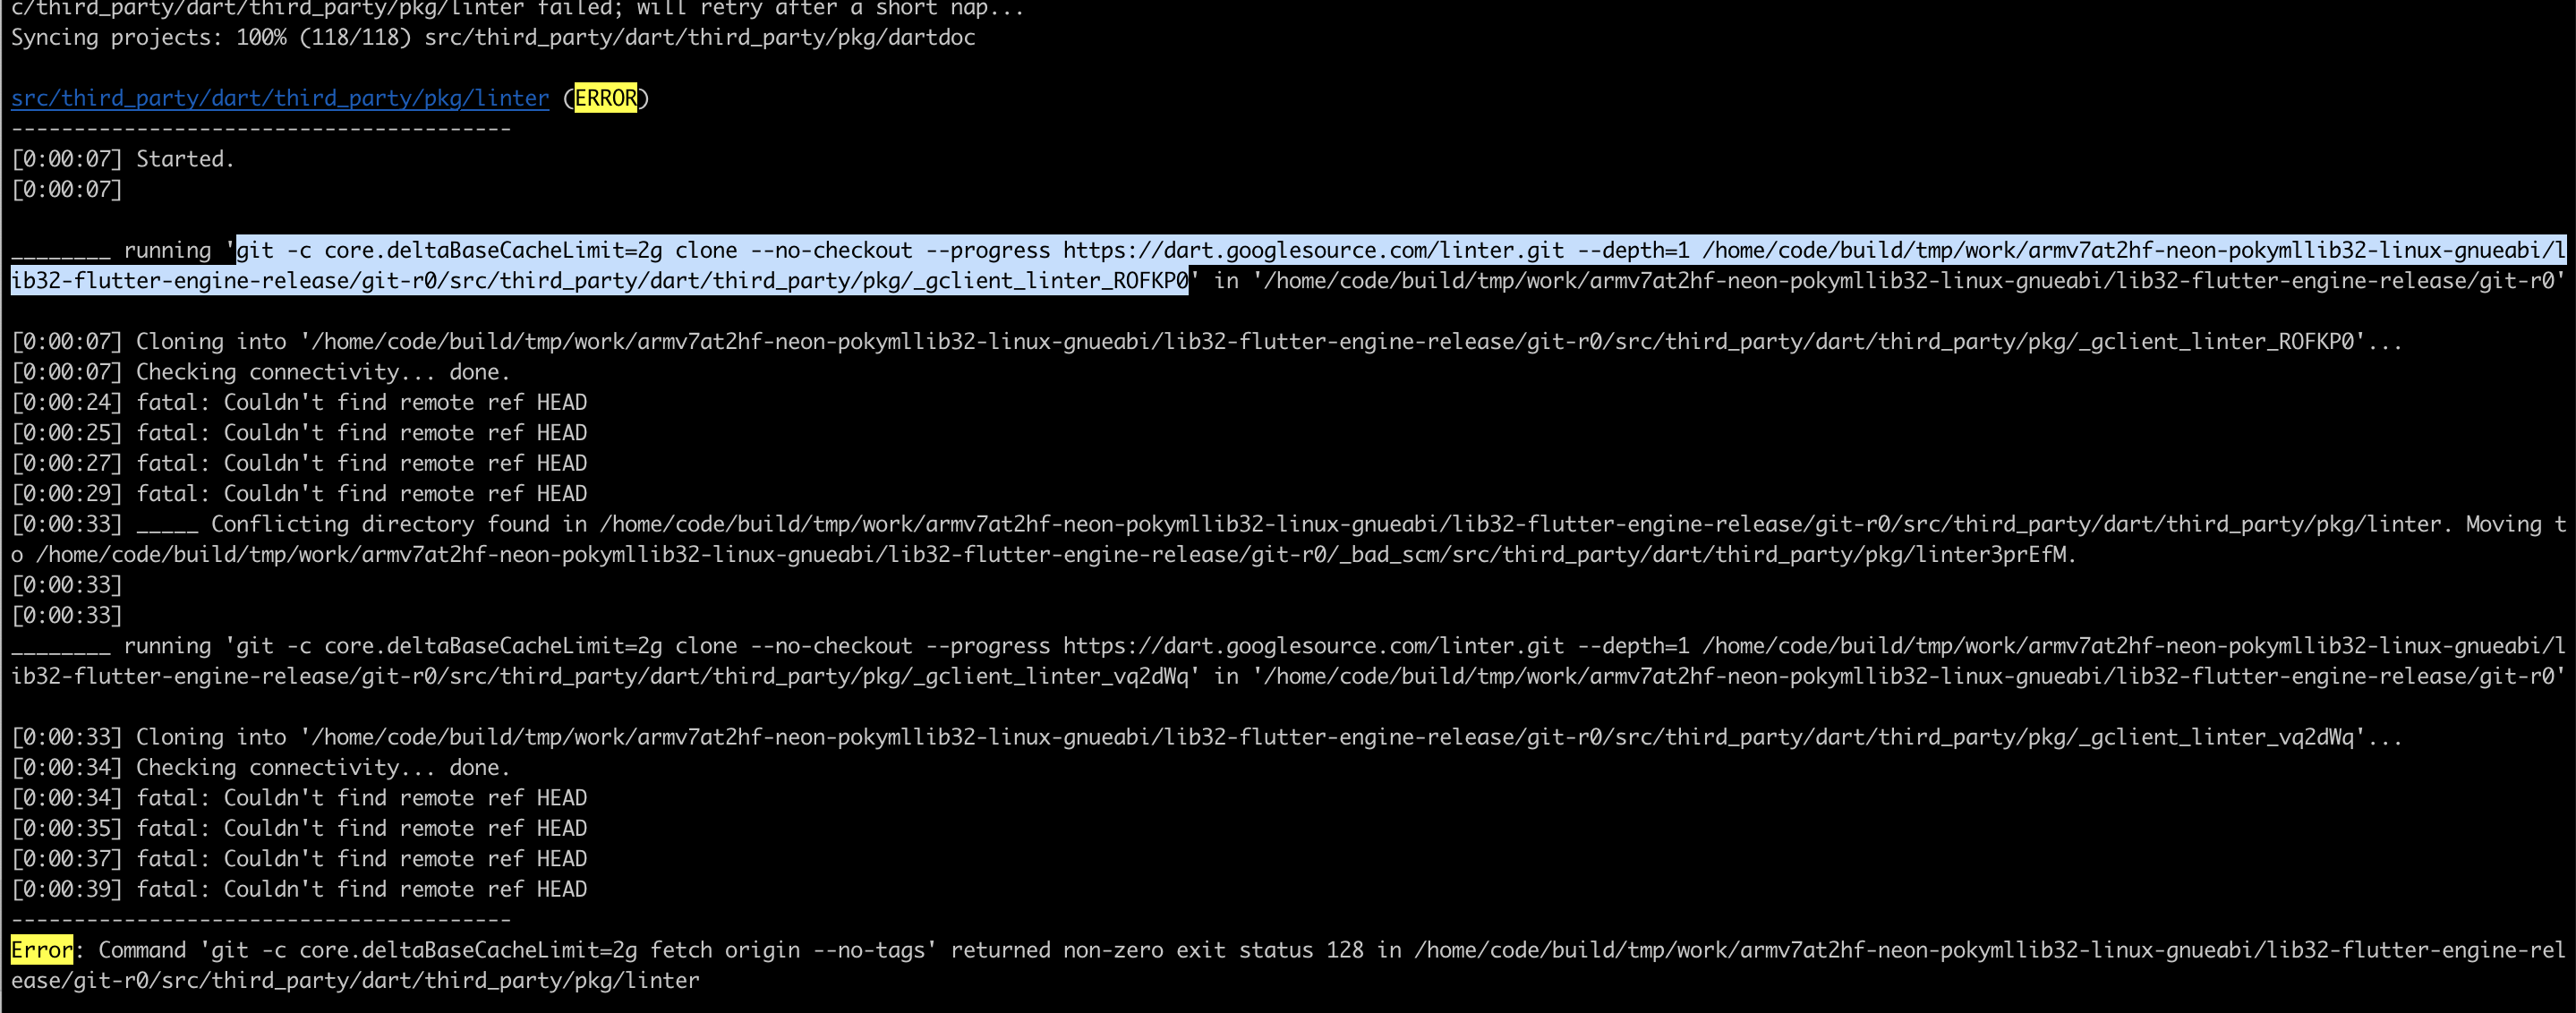 c/third_party/dart/third_party/pkg/linter failed; will retry after a short nap...
Syncing projects: 100% (118/118) src/third_party/dart/third_party/pkg/dartdoc
src/third_party/dart/third_party/pkg/linter (ERROR)
----------------------------------------
[0:00:07] Started.
[0:00:07]
________ running 'git -c core.deltaBaseCacheLimit=2g clone --no-checkout --progress https://dart.googlesource.com/linter.git --depth=1 /home/code/build/tmp/work/armv7at2hf-neon-pokymllib32-linux-gnueabi/l
ib32-flutter-engine-release/git-r0/src/third_party/dart/third_party/pkg/_gclient_linter_ROFKP0' in '/home/code/build/tmp/work/armv7at2hf-neon-pokymllib32-linux-gnueabi/lib32-flutter-engine-release/git-r0'
[0:00:07] Cloning into '/home/code/build/tmp/work/armv7at2hf-neon-pokymllib32-linux-gnueabi/lib32-flutter-engine-release/git-r0/src/third_party/dart/third_party/pkg/_gclient_linter_ROFKP0'...
[0:00:07] Checking connectivity... done.
[0:00:24] fatal: Couldn't find remote ref HEAD
[0:00:25] fatal: Couldn't find remote ref HEAD
[0:00:27] fatal: Couldn't find remote ref HEAD
[0:00:29] fatal: Couldn't find remote ref HEAD
[0:00:33] _____ Conflicting directory found in /home/code/build/tmp/work/armv7at2hf-neon-pokymllib32-linux-gnueabi/lib32-flutter-engine-release/git-r0/src/third_party/dart/third_party/pkg/linter. Moving t
o /home/code/build/tmp/work/armv7at2hf-neon-pokymllib32-linux-gnueabi/lib32-flutter-engine-release/git-r0/_bad_scm/src/third_party/dart/third_party/pkg/linter3prEfM.
[0:00:33]
[0:00:33]
________ running 'git -c core.deltaBaseCacheLimit=2g clone --no-checkout --progress https://dart.googlesource.com/linter.git --depth=1 /home/code/build/tmp/work/armv7at2hf-neon-pokymllib32-linux-gnueabi/l
ib32-flutter-engine-release/git-r0/src/third_party/dart/third_party/pkg/_gclient_linter_vq2dWq' in '/home/code/build/tmp/work/armv7at2hf-neon-pokymllib32-linux-gnueabi/lib32-flutter-engine-release/git-r0'
[0:00:33] Cloning into '/home/code/build/tmp/work/armv7at2hf-neon-pokymllib32-linux-gnueabi/lib32-flutter-engine-release/git-r0/src/third_party/dart/third_party/pkg/_gclient_linter_vq2dWq'...
[0:00:34] Checking connectivity... done.
[0:00:34] fatal: Couldn't find remote ref HEAD
[0:00:35] fatal: Couldn't find remote ref HEAD
[0:00:37] fatal: Couldn't find remote ref HEAD
[0:00:39] fatal: Couldn't find remote ref HEAD
----------------------------------------
Error: Command 'git -c core.deltaBaseCacheLimit=2g fetch origin --no-tags' returned non-zero exit status 128 in /home/code/build/tmp/work/armv7at2hf-neon-pokymllib32-linux-gnueabi/lib32-flutter-engine-rel
ease/git-r0/src/third_party/dart/third_party/pkg/linter